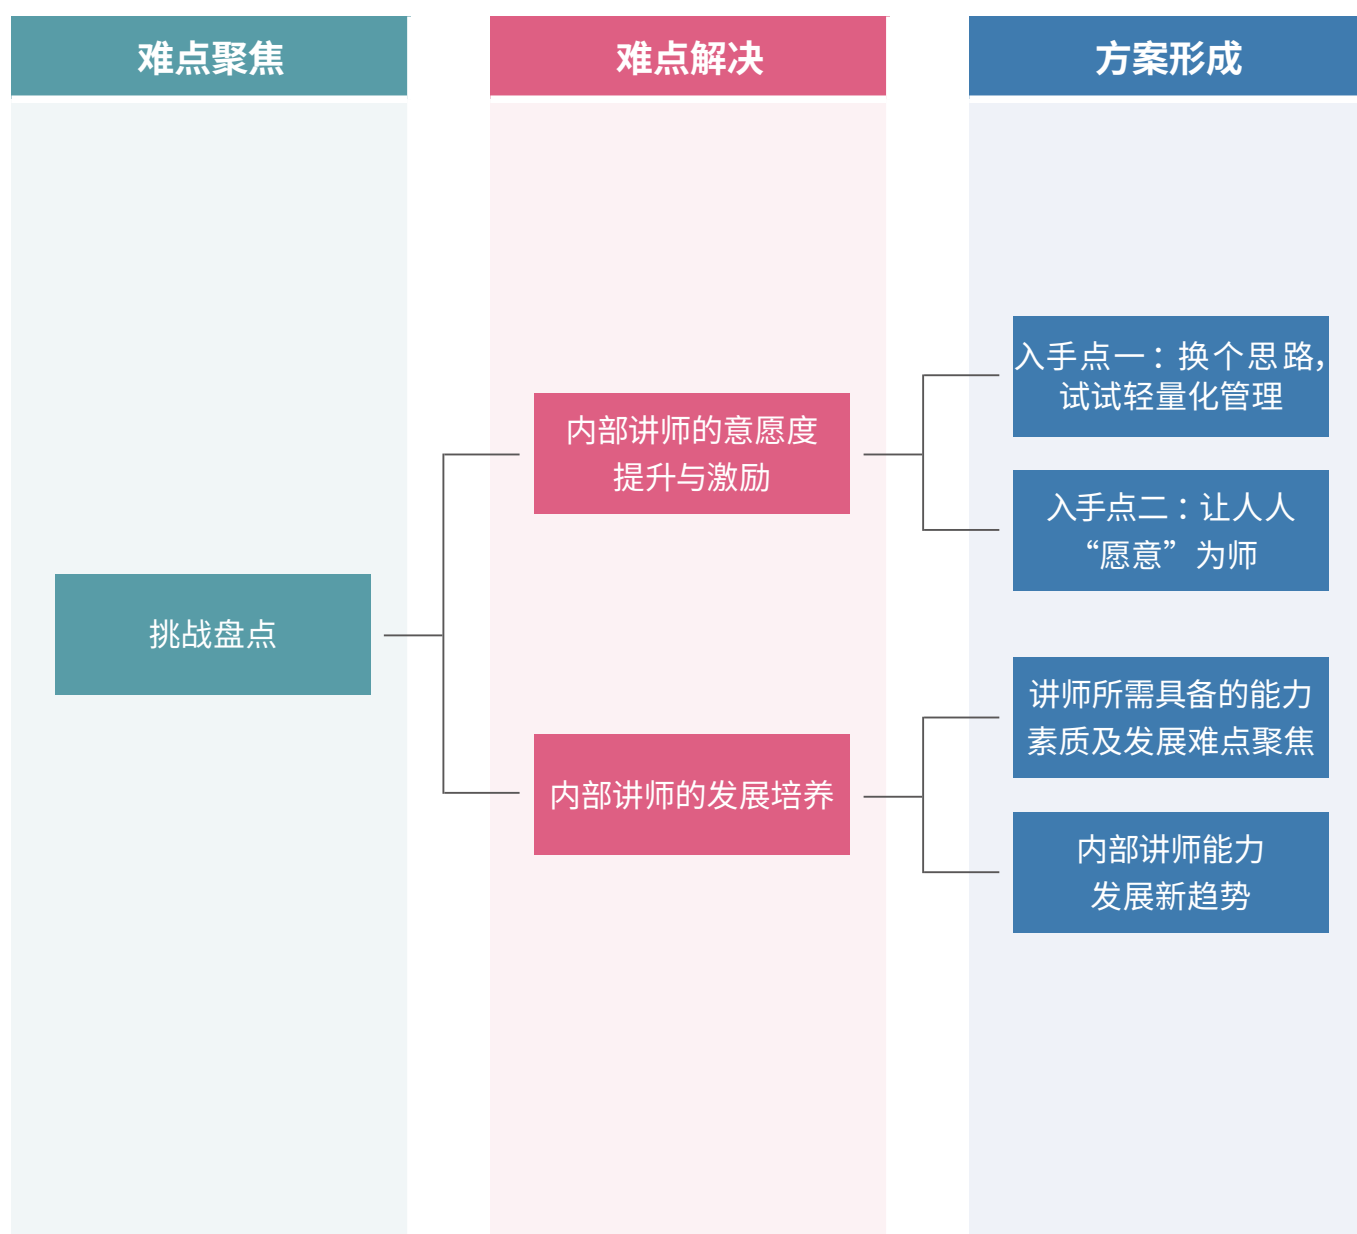 难点聚焦
难点解决
方案形成
挑战盘点
内部讲师的意愿度
提升与激励
内部讲师的发展培养
入手点一：换个思路，
试试轻量化管理
入手点二：让人人
“愿意”为师
讲师所需具备的能力
素质及发展难点聚焦
内部讲师能力
发展新趋势